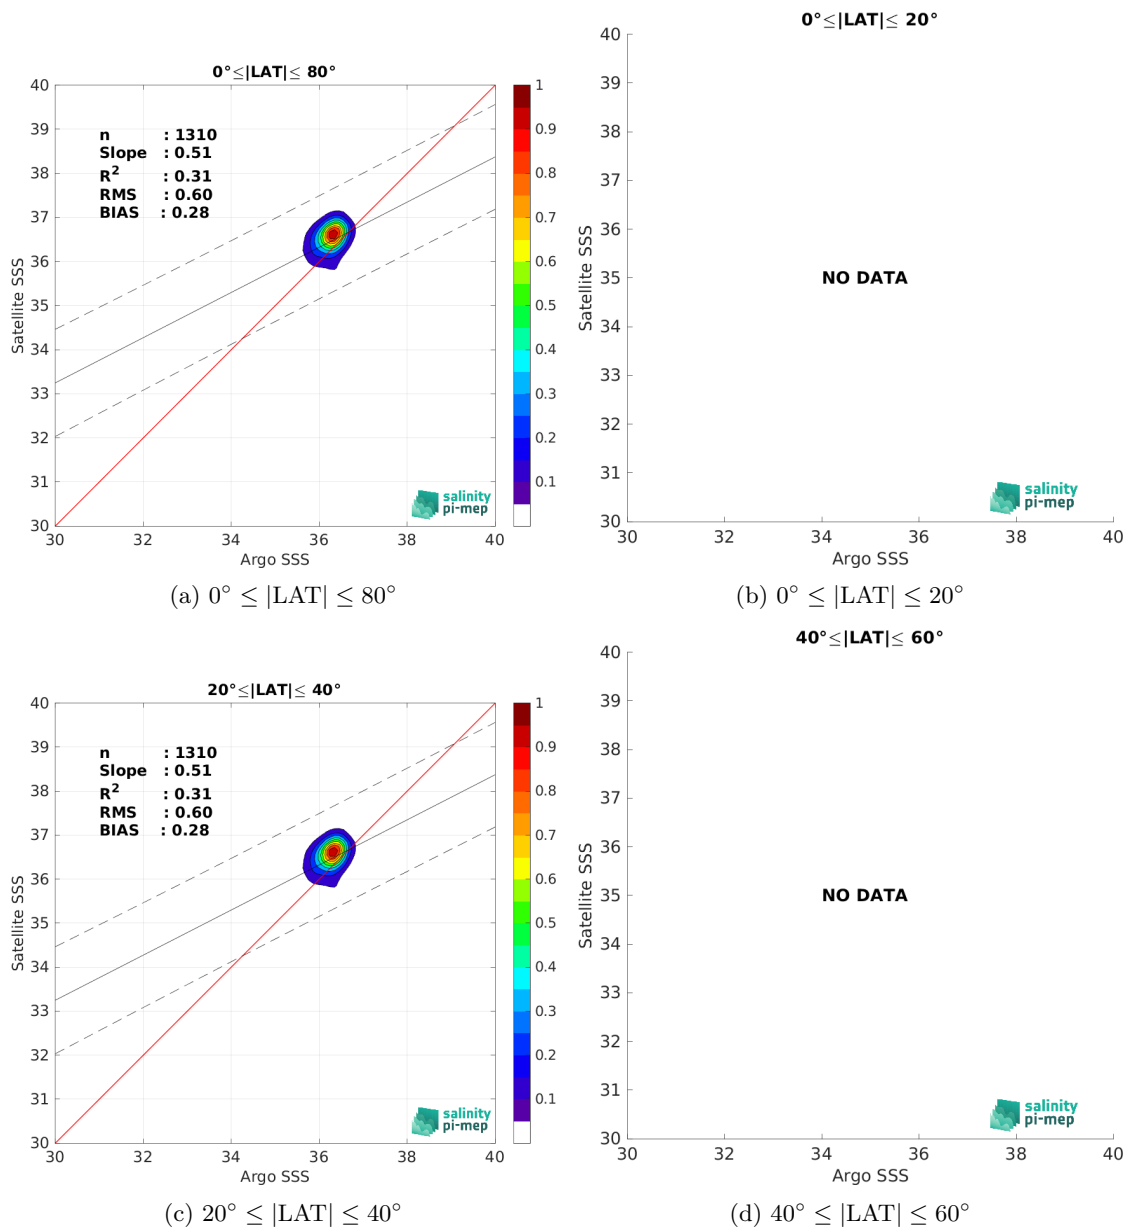 0°≤|LAT|≤ 80°
40
39
38
37
36
35
34
33
32
31
30
Satellite SSS
n : 1310
Slope : 0.51
R² : 0.31
RMS : 0.60
BIAS : 0.28
salinity
pi-mep
30 32 34 36 38 40
Argo SSS
1
0.9
0.8
0.7
0.6
0.5
0.4
0.3
0.2
0.1
(a) 0° ≤ |LAT| ≤ 80°
0°≤|LAT|≤ 20°
40
39
38
37
36
35
34
33
32
31
30
Satellite SSS
NO DATA
salinity
pi-mep
30 32 34 36 38 40
Argo SSS
(b) 0° ≤ |LAT| ≤ 20°
20°≤|LAT|≤ 40°
40
39
38
37
36
35
34
33
32
31
30
Satellite SSS
n : 1310
Slope : 0.51
R² : 0.31
RMS : 0.60
BIAS : 0.28
salinity
pi-mep
30 32 34 36 38 40
Argo SSS
1
0.9
0.8
0.7
0.6
0.5
0.4
0.3
0.2
0.1
(c) 20° ≤ |LAT| ≤ 40°
40°≤|LAT|≤ 60°
40
39
38
37
36
35
34
33
32
31
30
Satellite SSS
NO DATA
salinity
pi-mep
30 32 34 36 38 40
Argo SSS
(d) 40° ≤ |LAT| ≤ 60°